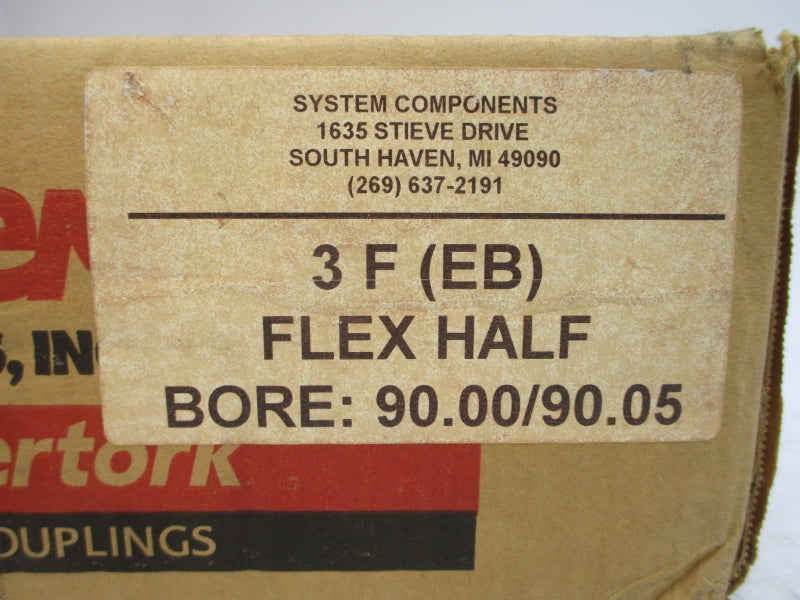 SYSTEM COMPONENTS
1635 STIEVE DRIVE
SOUTH HAVEN, MI 49090
(269) 637-2191
3 F (EB)
FLEX HALF
BORE: 90.00/90.05